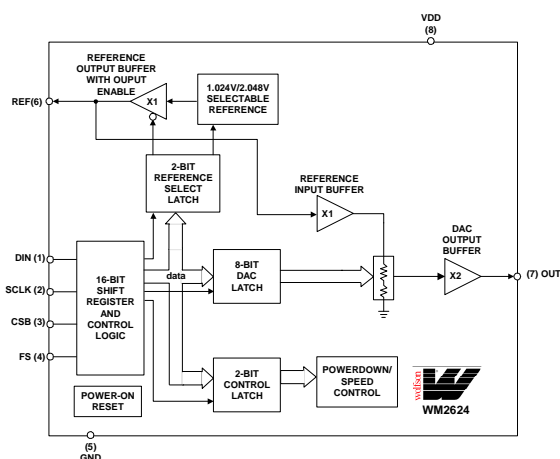 VDD
(8)
REFERENCE
OUTPUT BUFFER
WITH OUPUT
ENABLE
X1
1.024V/2.048V
SELECTABLE
REFERENCE
REF(6)
2-BIT
REFERENCE
SELECT
LATCH
REFERENCE
INPUT BUFFER
X1
DAC
OUTPUT
BUFFER
X2
(7) OUT
DIN (1)
SCLK (2)
CSB (3)
FS (4)
16-BIT
SHIFT
REGISTER
AND
CONTROL
LOGIC
data
8-BIT
DAC
LATCH
2-BIT
CONTROL
LATCH
POWERDOWN/
SPEED
CONTROL
POWER-ON
RESET
wolfson
WM2624
(5)
GND